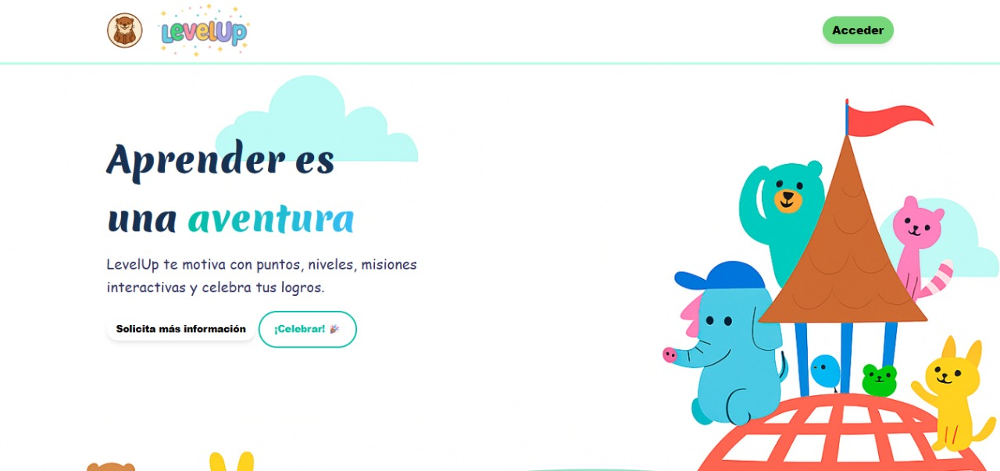 LevelUp
Acceder
Aprender es
una aventura
LevelUp te motiva con puntos, niveles, misiones
interactivas y celebra tus logros.
Solicita más información
¡Celebrar! 🎉